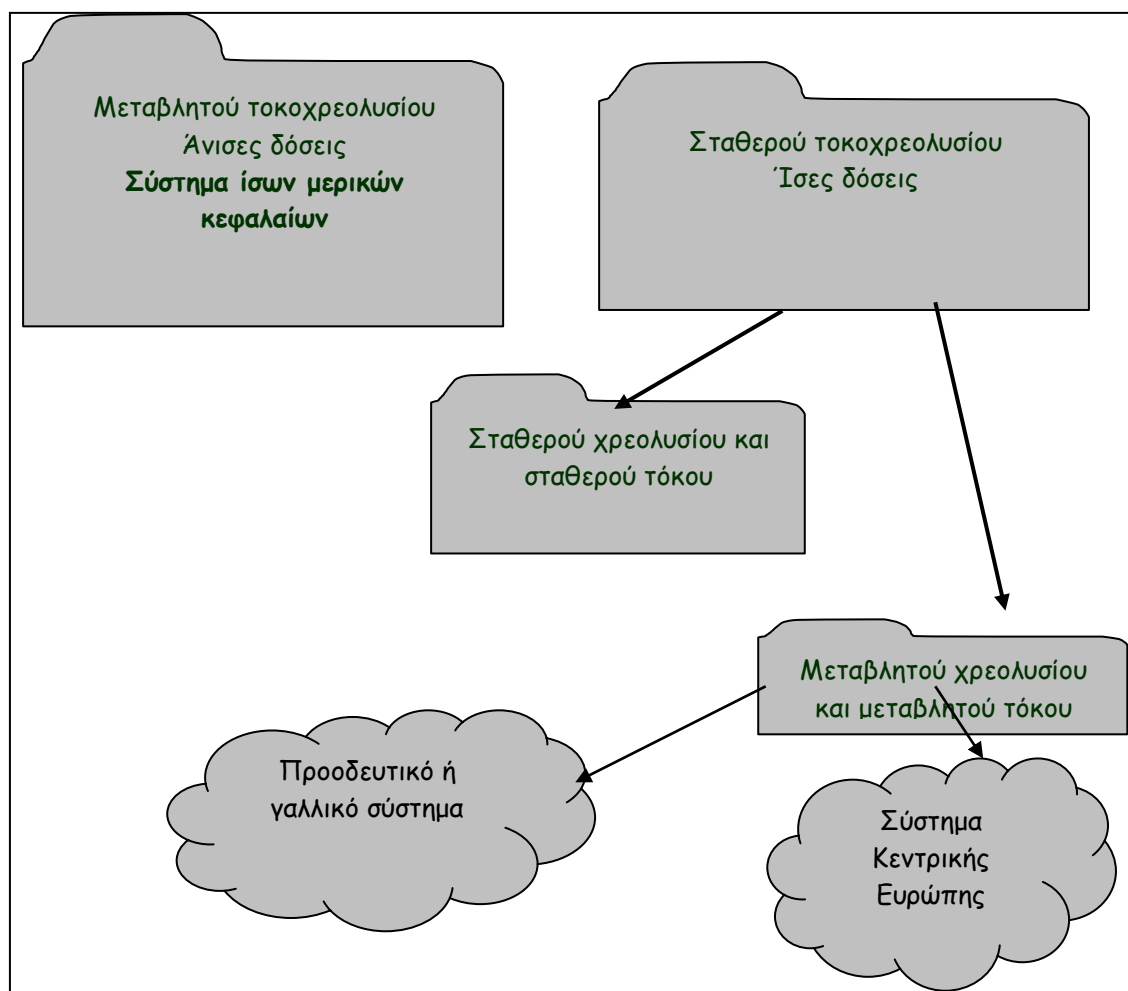 Μεταβλητού τοκοχρεολυσίου
Άνισες δόσεις
Σύστημα ίσων μερικών
κεφαλαίων
Σταθερού τοκοχρεολυσίου
Ίσες δόσεις
Σταθερού χρεολυσίου και
σταθερού τόκου
Μεταβλητού χρεολυσίου
και μεταβλητού τόκου
Προοδευτικό ή
γαλλικό σύστημα
Σύστημα
Κεντρικής
Ευρώπης